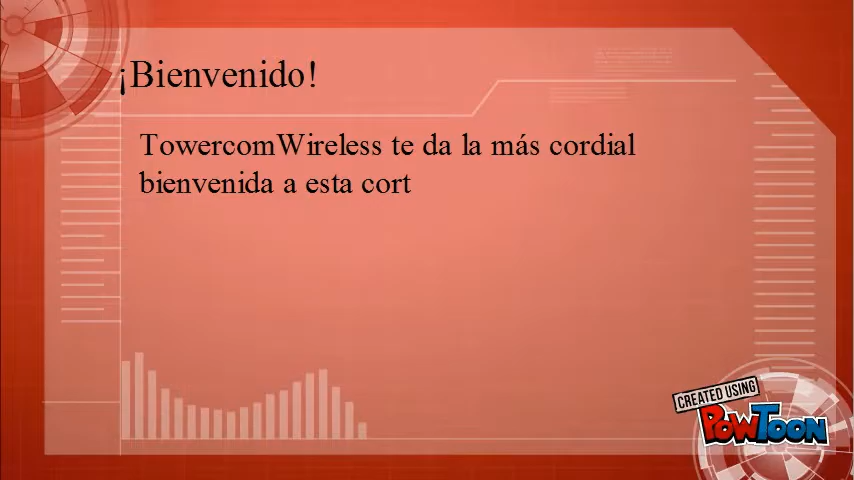 ¡Bienvenido!
TowercomWireless te da la más cordial
bienvenida a esta cort
CREATED USING
POWTOON